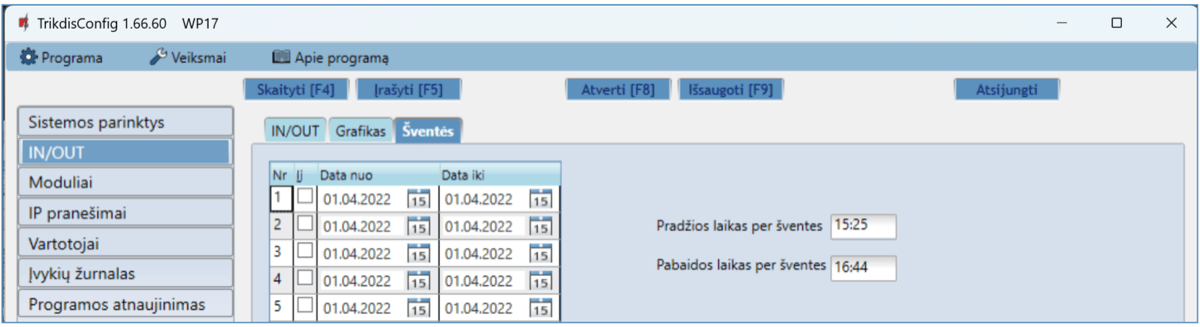 TrikdisConfig 1.66.60 WP17
Programa Veiksmai Apie programą
Skaityti [F4] Įrašyti [F5] Atverti [F8] Išsaugoti [F9] Atsijungti
Sistemos parinktys
IN/OUT
Moduliai
IP pranešimai
Vartotojai
Įvykių žurnalas
Programos atnaujinimas
IN/OUT Grafikas Šventės
Nr Įj Data nuo Data iki
1 01.04.2022 15 01.04.2022 15
2 01.04.2022 15 01.04.2022 15
3 01.04.2022 15 01.04.2022 15
4 01.04.2022 15 01.04.2022 15
5 01.04.2022 15 01.04.2022 15
Pradžios laikas per šventes 15:25
Pabaidos laikas per šventes 16:44